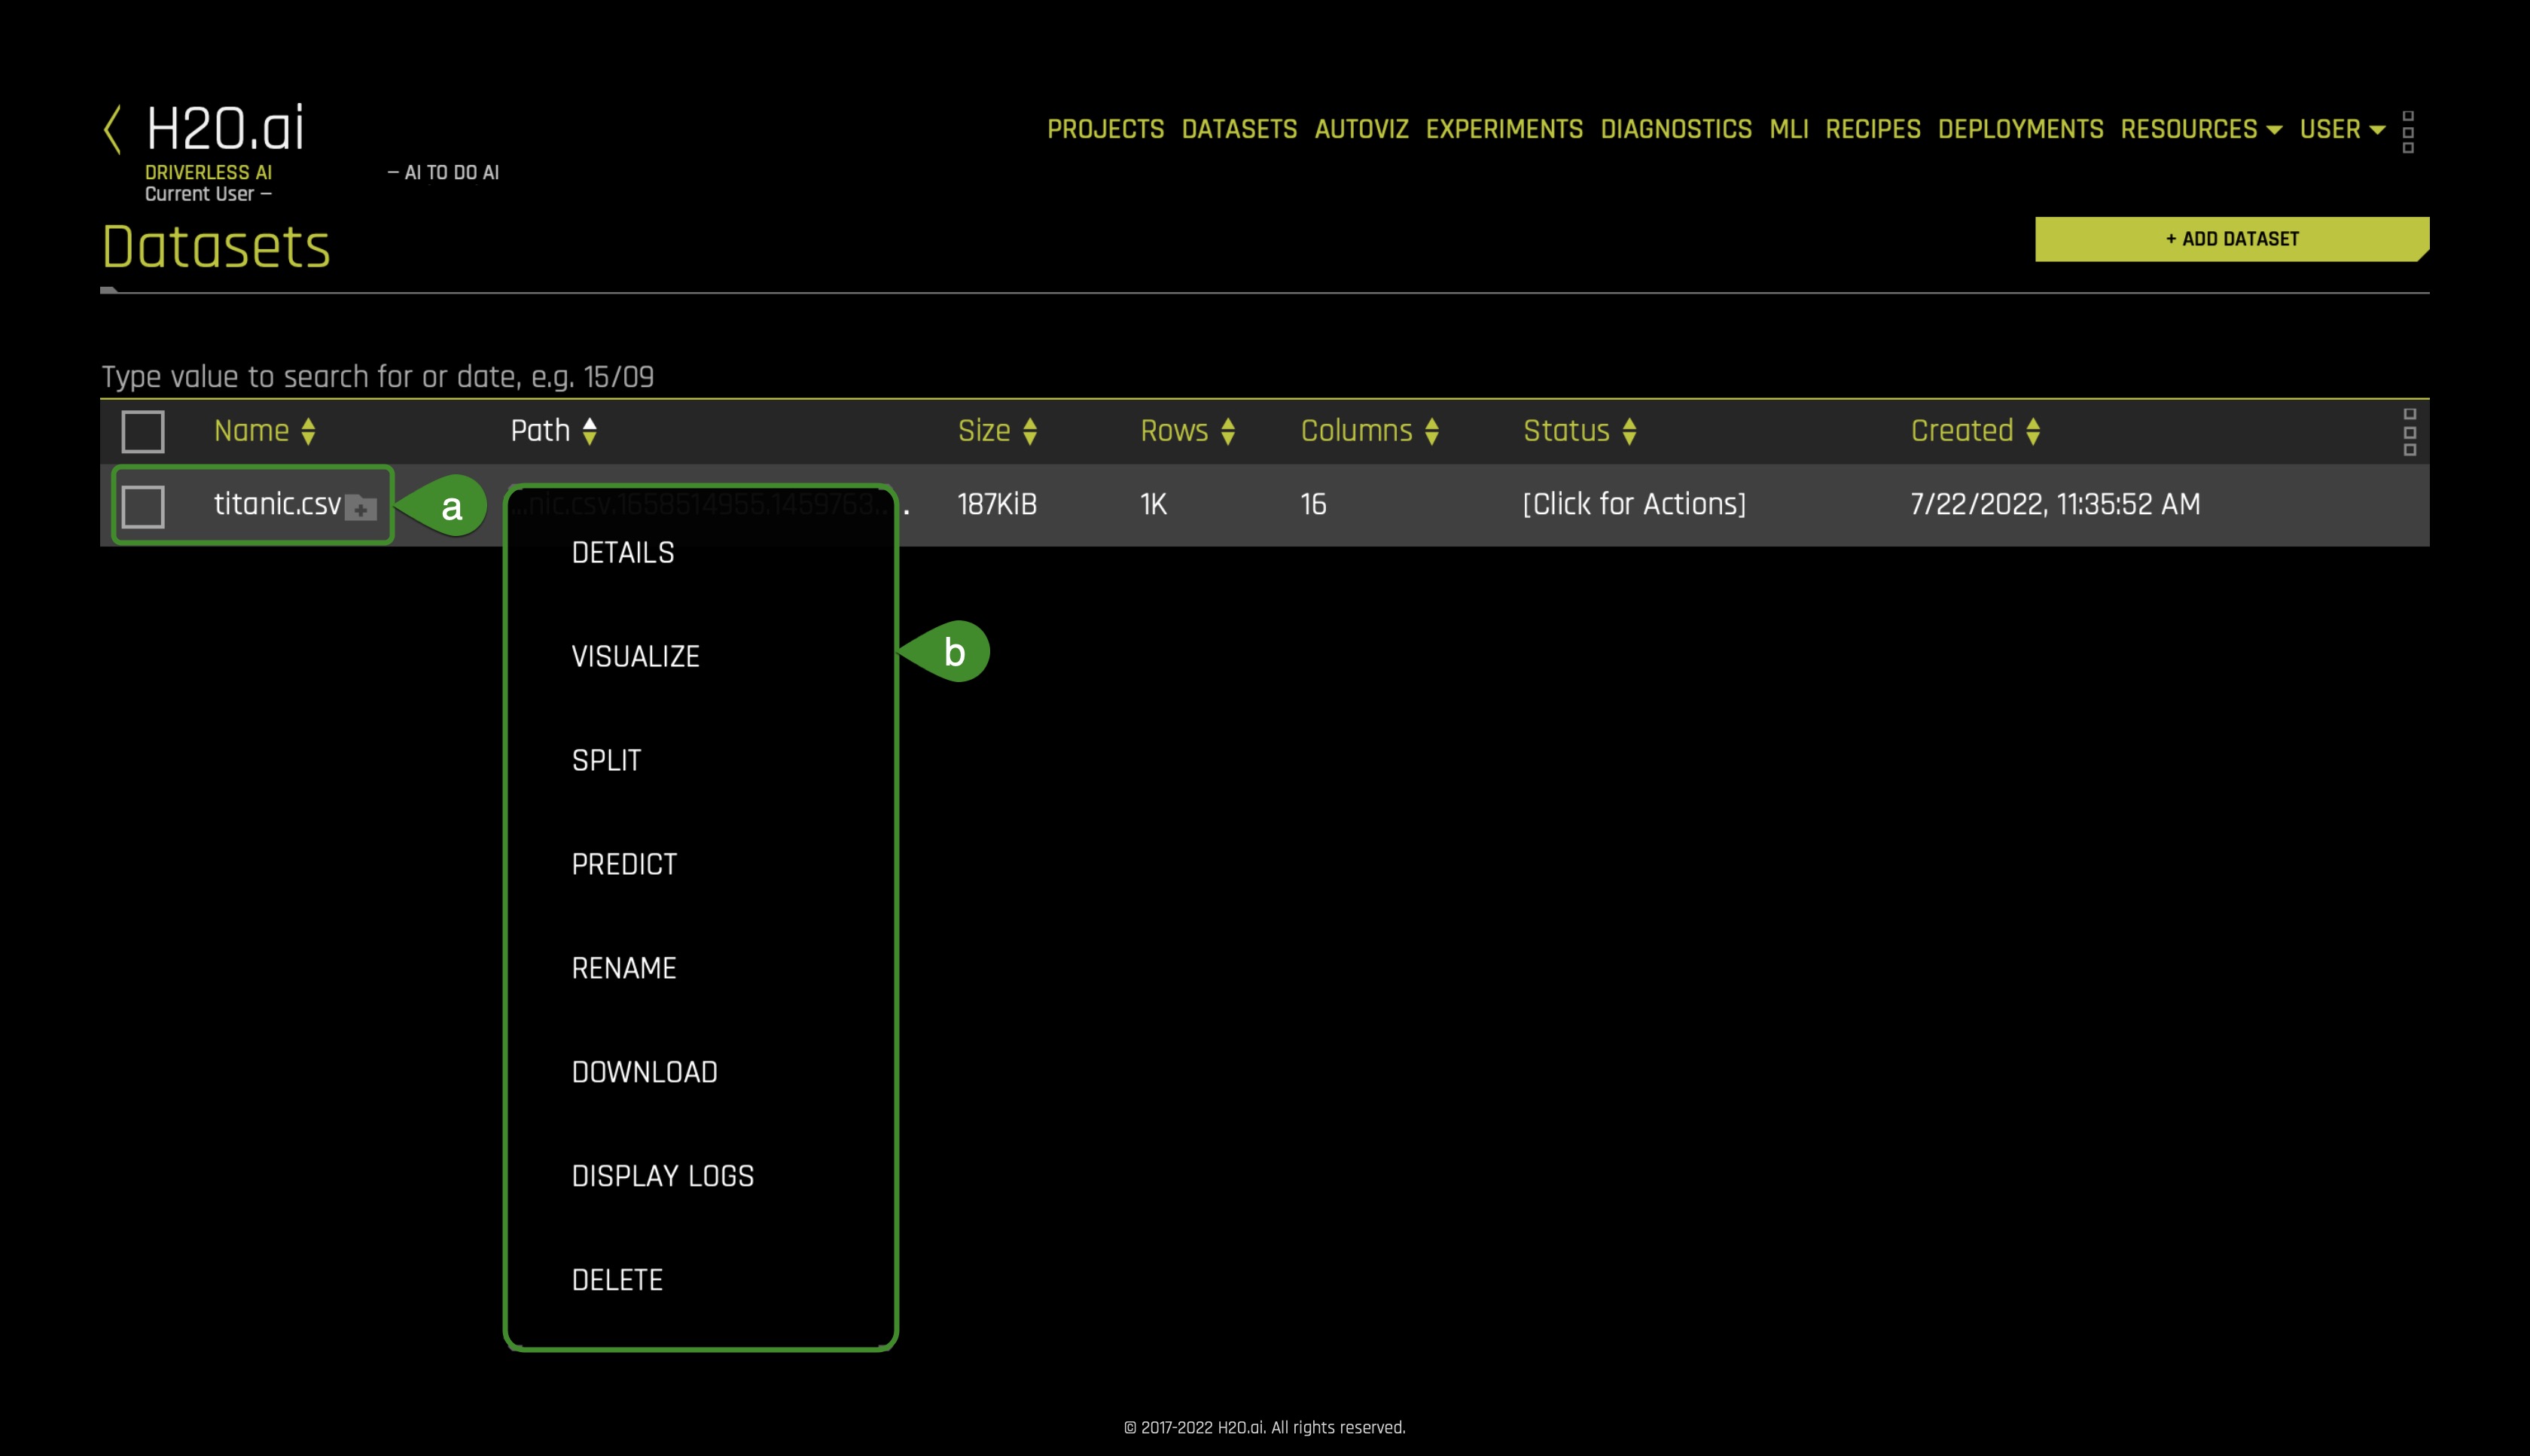 H2O.ai
PROJECTS DATASETS AUTOVIZ EXPERIMENTS DIAGNOSTICS MLI RECIPES DEPLOYMENTS RESOURCES USER
DRIVERLESS AI — AI TO DO AI
Current User —
Datasets
+ ADD DATASET
Type value to search for or date, e.g. 15/09
Name Path Size Rows Columns Status Created
titanic.csv a ...nic.csv.1658514955.1459763... 187KiB 1K 16 [Click for Actions] 7/22/2022, 11:35:52 AM
DETAILS
VISUALIZE
b
SPLIT
PREDICT
RENAME
DOWNLOAD
DISPLAY LOGS
DELETE
© 2017-2022 H2O.ai. All rights reserved.